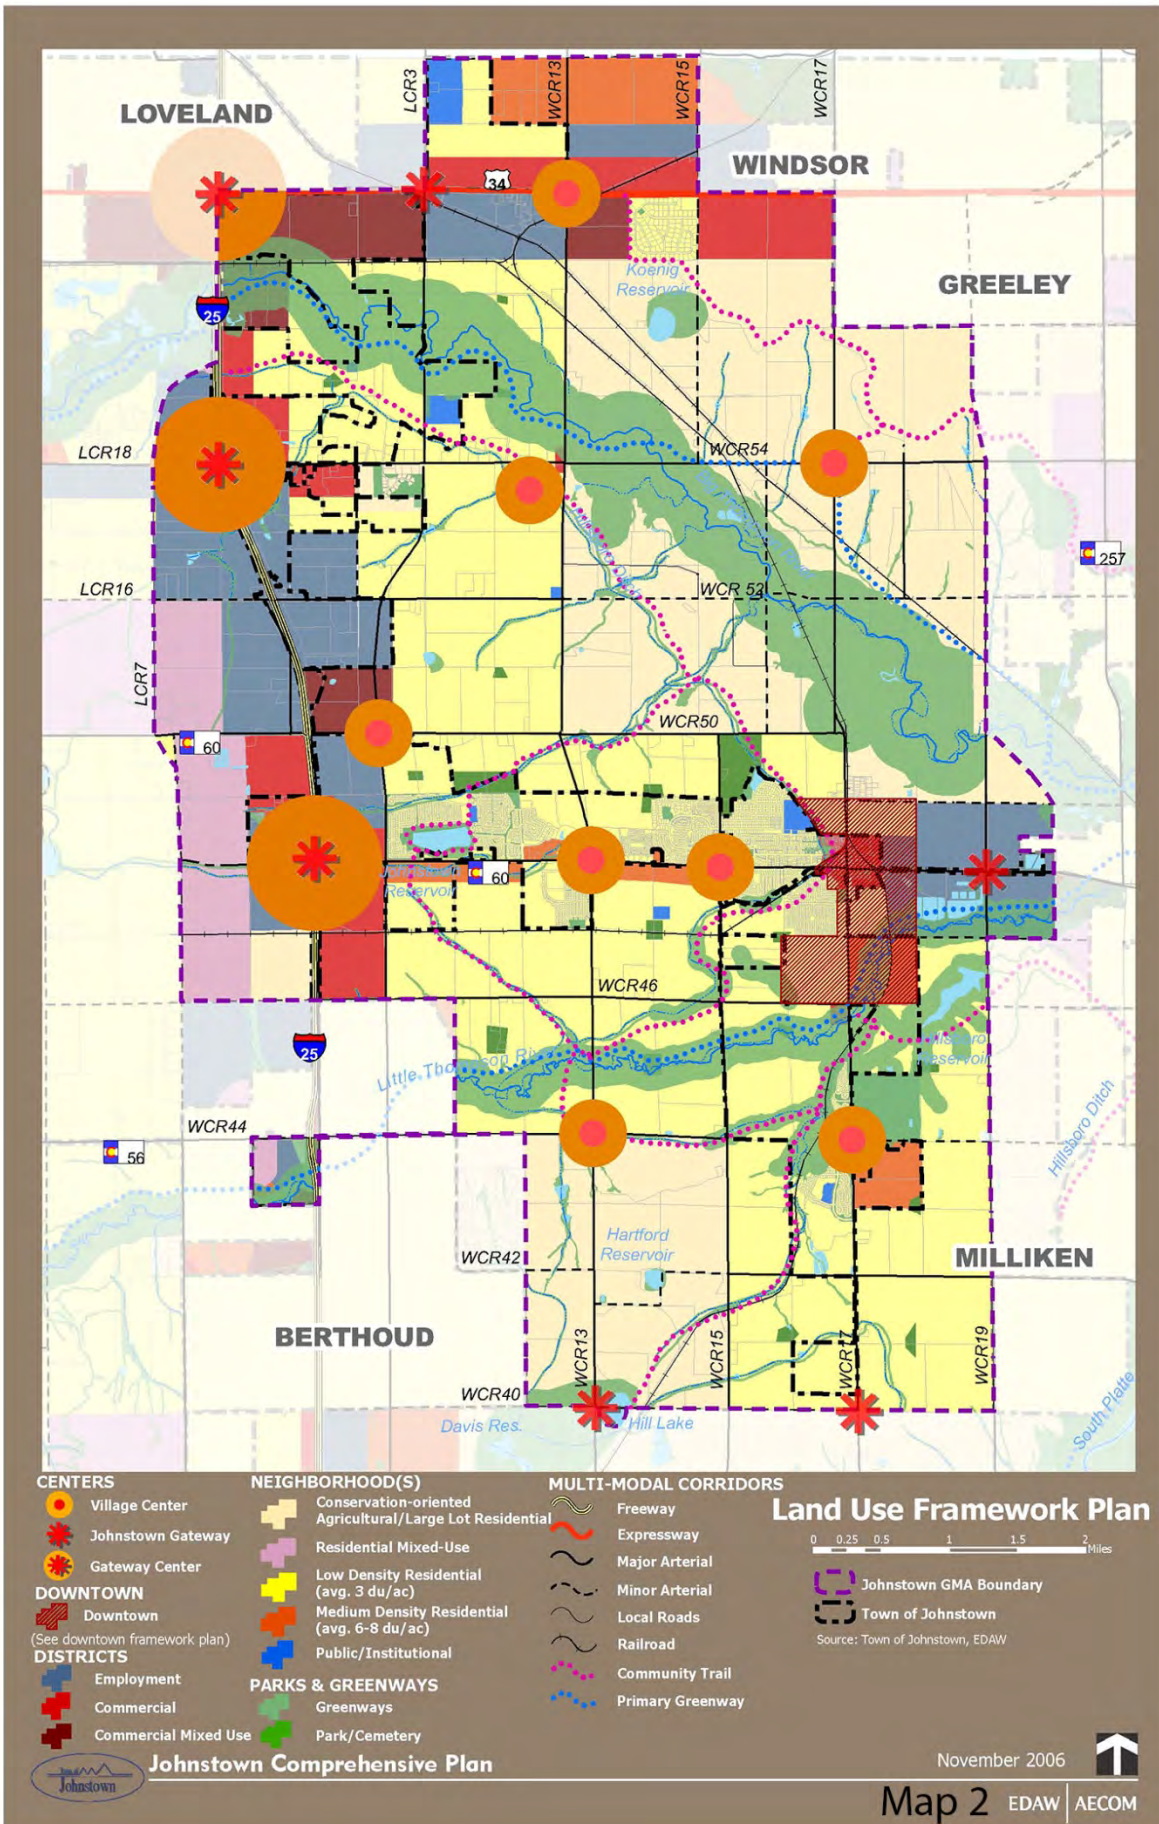 LOVELAND
LCR3
WCR13
WCR15
WCR17
34
WINDSOR
Koenig
Reservoir
GREELEY
25
LCR18
WCR54
257
LCR16
WCR 52
LCR7
WCR50
60
Johnstown
Reservoir
60
WCR46
25
Little Thompson River
Hillsboro
Reservoir
WCR44
56
Hillsboro Ditch
Hartford
Reservoir
WCR42
MILLIKEN
BERTHOUD
WCR13
WCR15
WCR17
WCR19
WCR40
Davis Res.
Hill Lake
South Platte
CENTERS
Village Center
Johnstown Gateway
Gateway Center
DOWNTOWN
Downtown
(See downtown framework plan)
DISTRICTS
Employment
Commercial
Commercial Mixed Use
NEIGHBORHOOD(S)
Conservation-oriented
Agricultural/Large Lot Residential
Residential Mixed-Use
Low Density Residential
(avg. 3 du/ac)
Medium Density Residential
(avg. 6-8 du/ac)
Public/Institutional
PARKS & GREENWAYS
Greenways
Park/Cemetery
MULTI-MODAL CORRIDORS
Freeway
Expressway
Major Arterial
Minor Arterial
Local Roads
Railroad
Community Trail
Primary Greenway
Land Use Framework Plan
0 0.25 0.5 1 1.5 2
Miles
Johnstown GMA Boundary
Town of Johnstown
Source: Town of Johnstown, EDAW
Johnstown
Johnstown Comprehensive Plan
November 2006
Map 2 EDAW | AECOM